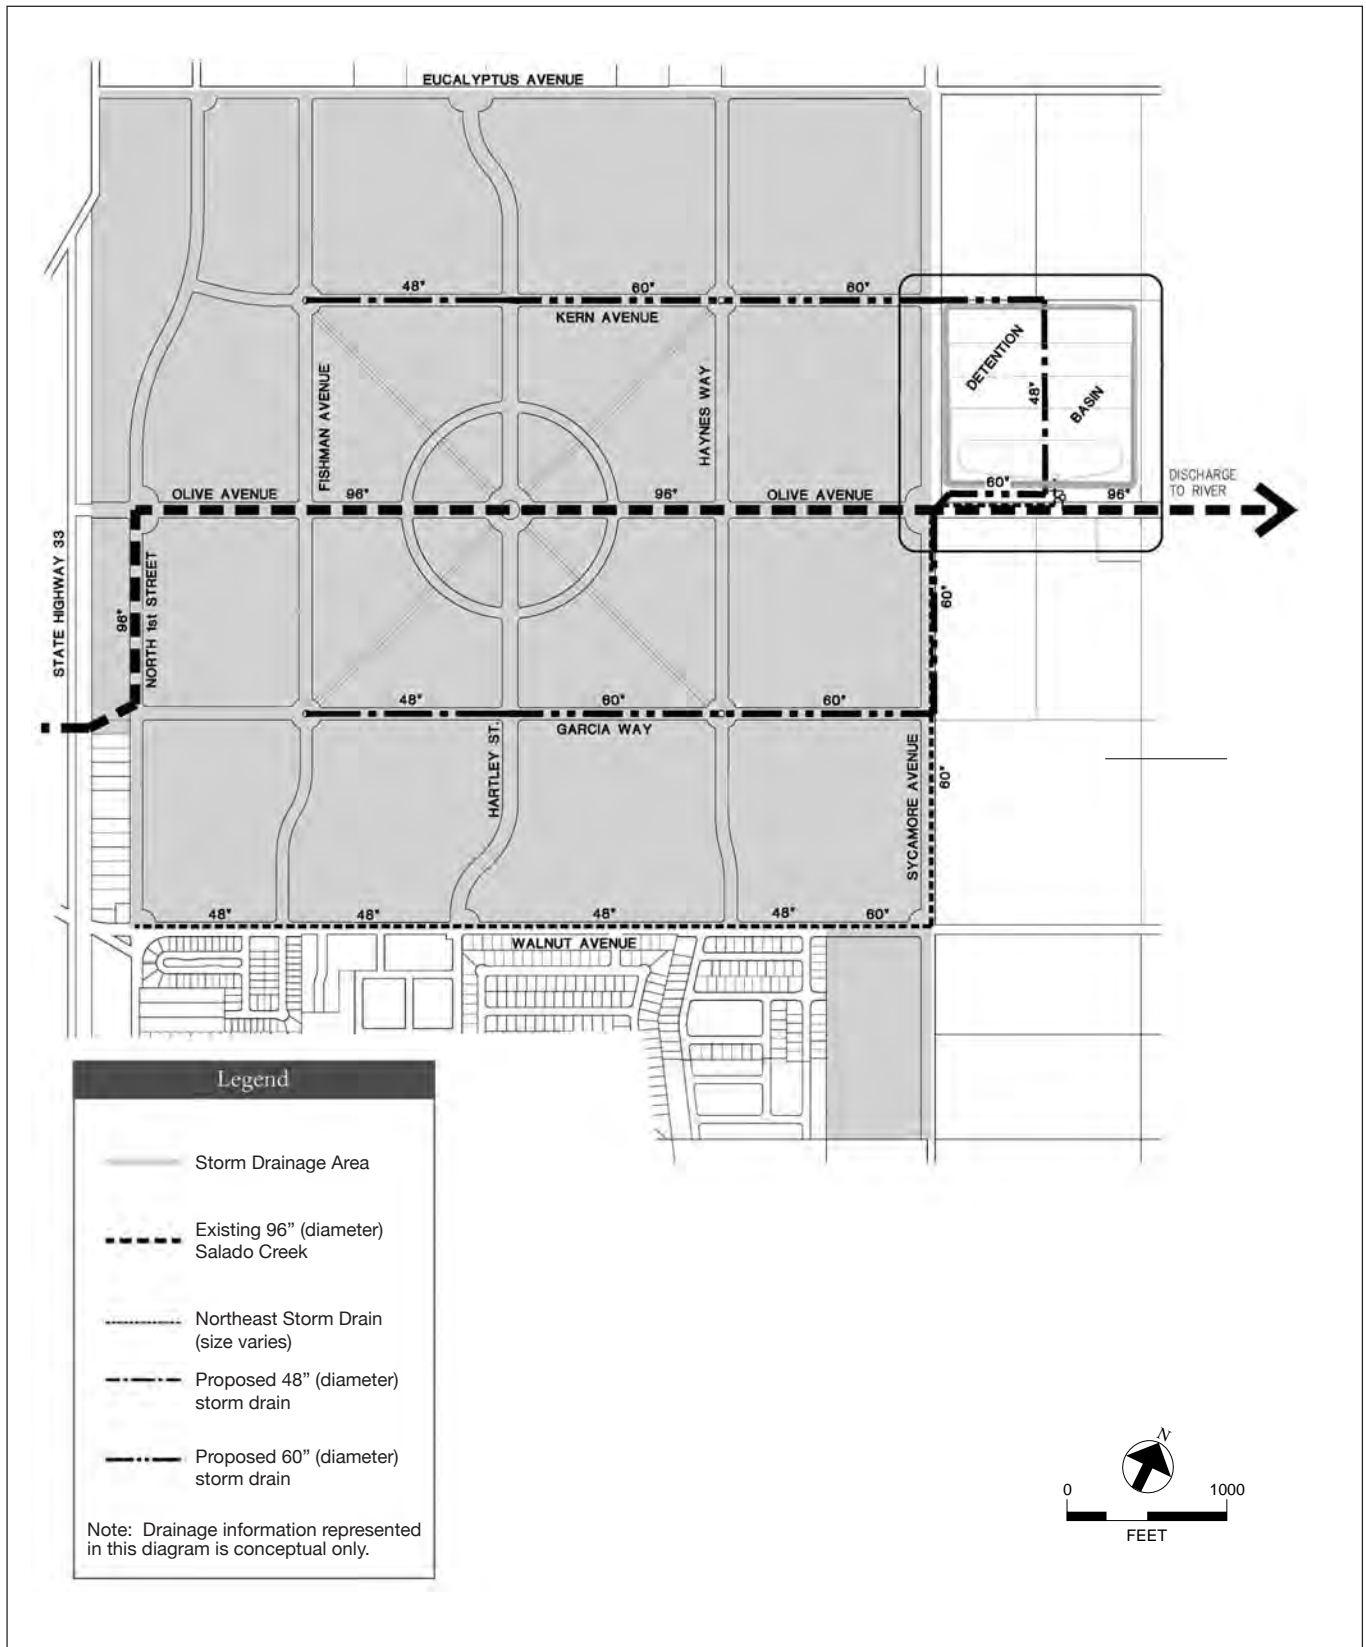 EUCALYPTUS AVENUE
48"
60"
60"
KERN AVENUE
DETENTION
BASIN
48"
FISHMAN AVENUE
HAYNES WAY
OLIVE AVENUE
96"
96"
OLIVE AVENUE
60"
96"
DISCHARGE
TO RIVER
STATE HIGHWAY 33
96"
NORTH 1st STREET
60"
48"
60"
60"
GARCIA WAY
HARTLEY ST.
SYCAMORE AVENUE
60"
48"
48"
48"
48"
60"
WALNUT AVENUE
Legend
Storm Drainage Area
Existing 96” (diameter)
Salado Creek
Northeast Storm Drain
(size varies)
Proposed 48” (diameter)
storm drain
Proposed 60” (diameter)
storm drain
Note: Drainage information represented
in this diagram is conceptual only.
N
0 1000
FEET